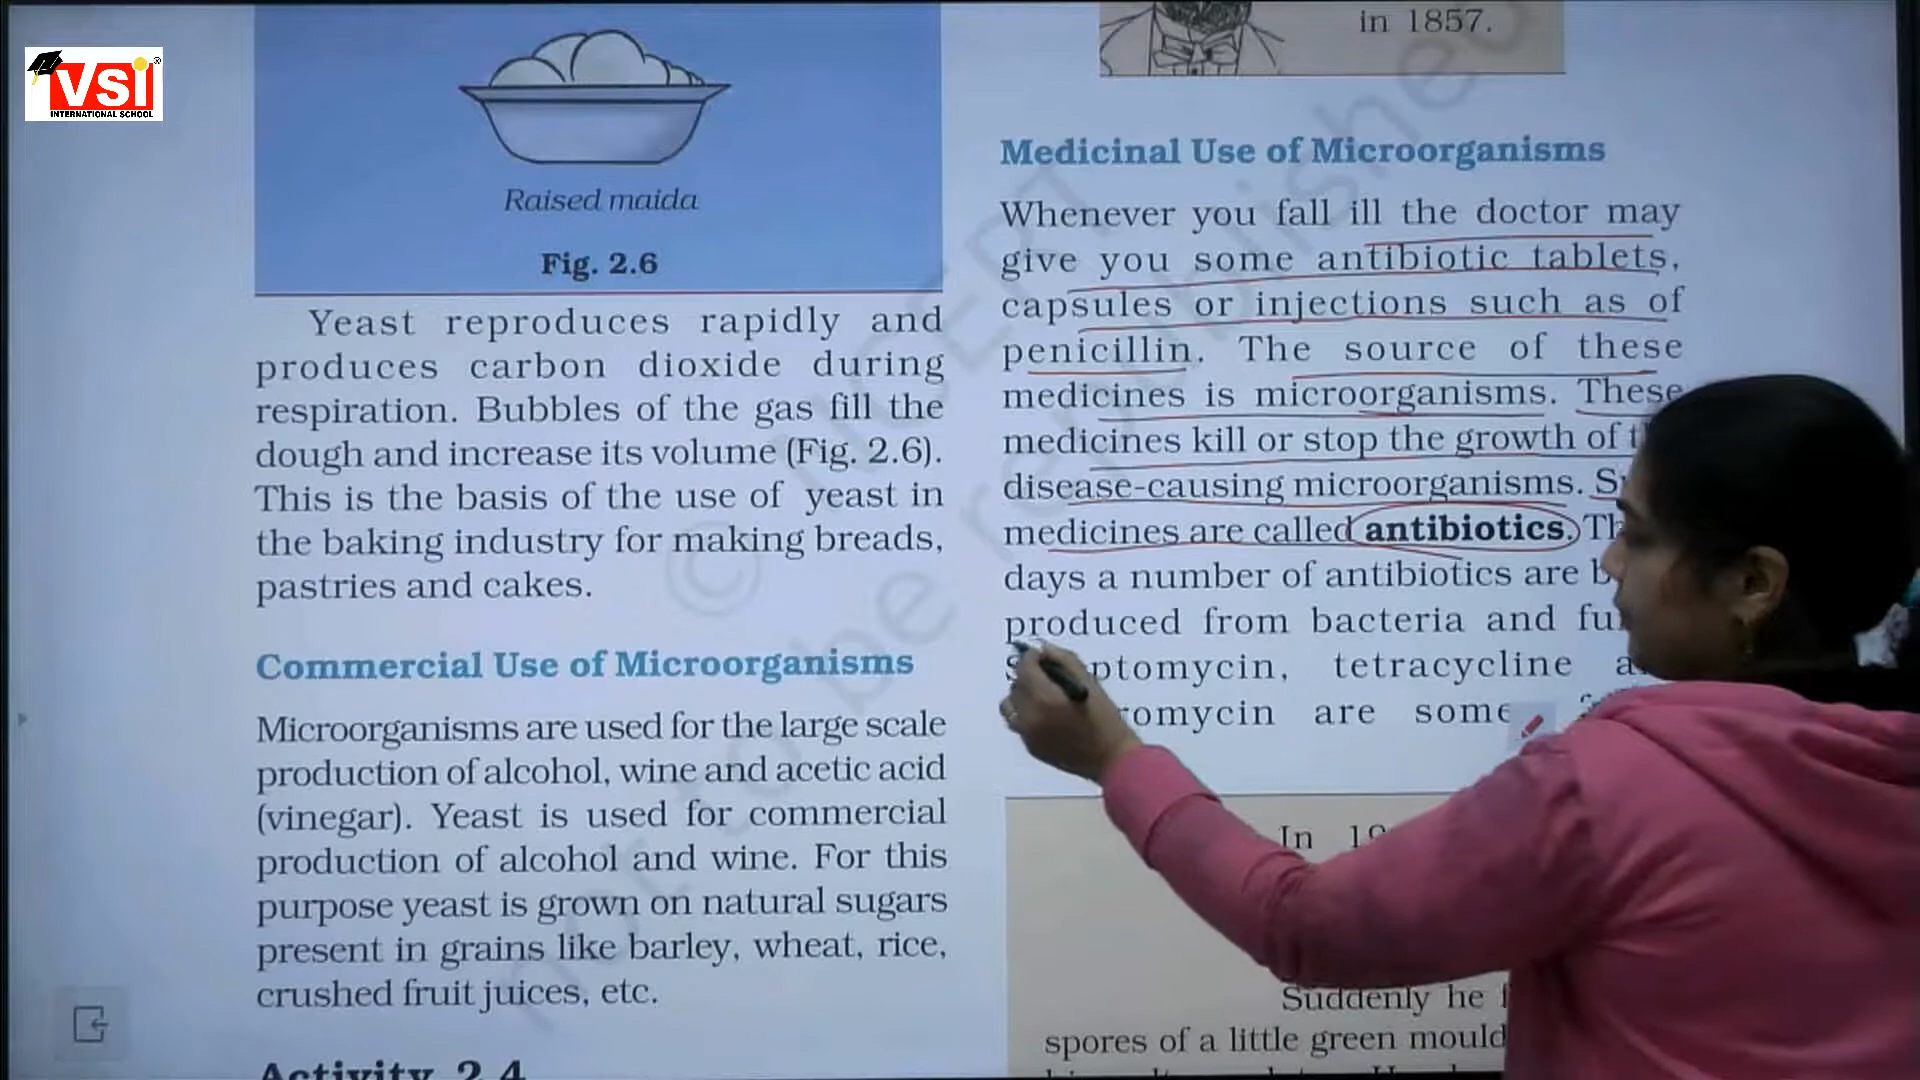 VSI
INTERNATIONAL SCHOOL
Raised maida
Fig. 2.6
Yeast reproduces rapidly and
produces carbon dioxide during
respiration. Bubbles of the gas fill the
dough and increase its volume (Fig. 2.6).
This is the basis of the use of yeast in
the baking industry for making breads,
pastries and cakes.
Commercial Use of Microorganisms
Microorganisms are used for the large scale
production of alcohol, wine and acetic acid
(vinegar). Yeast is used for commercial
production of alcohol and wine. For this
purpose yeast is grown on natural sugars
present in grains like barley, wheat, rice,
crushed fruit juices, etc.
Activity 2.4
in 1857.
Medicinal Use of Microorganisms
Whenever you fall ill the doctor may
give you some antibiotic tablets,
capsules or injections such as of
penicillin. The source of these
medicines is microorganisms. These
medicines kill or stop the growth of
disease-causing microorganisms.
medicines are called antibiotics.
days a number of antibiotics are
produced from bacteria and
tetracycline
are some
In
Suddenly he
spores of a little green mould
© NCERT
not to be republished